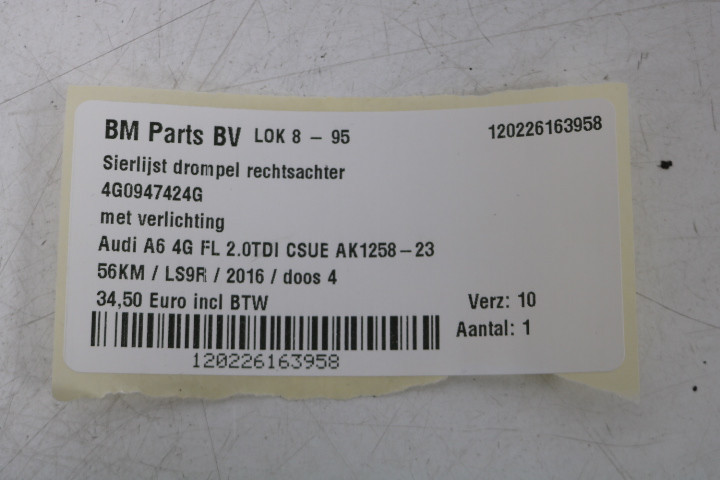 BM Parts BV LOK 8 - 95 120226163958
Sierlijst drompel rechtsachter
4G0947424G
met verlichting
Audi A6 4G FL 2.0TDI CSUE AK1258-23
56KM / LS9R / 2016 / doos 4
34,50 Euro incl BTW Verz: 10
Aantal: 1
120226163958